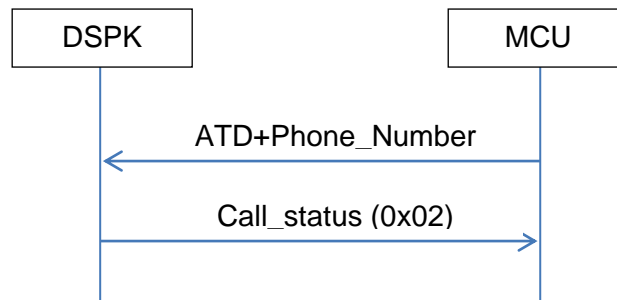 DSPK
MCU
ATD+Phone_Number
Call_status (0x02)